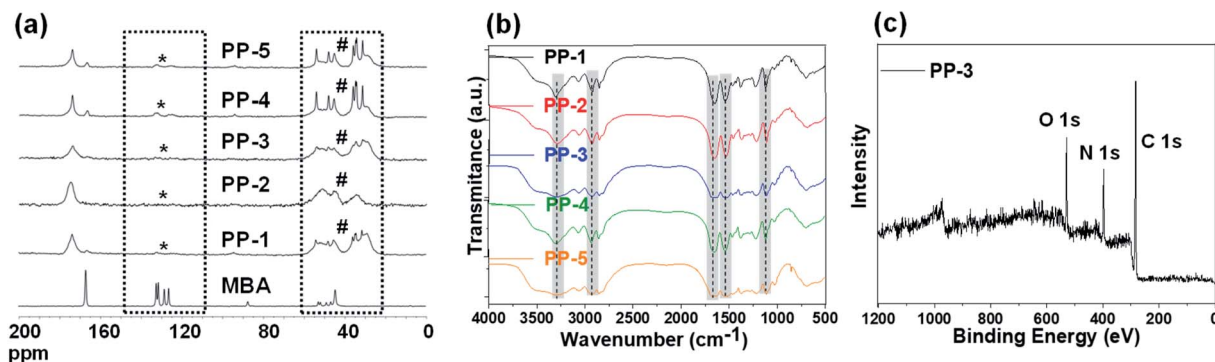 (a)
PP-5
*
#
PP-4
*
#
PP-3
*
#
PP-2
#
PP-1
*
#
MBA
200 160 120 80 40 0
ppm
(b)
PP-1
PP-2
PP-3
PP-4
PP-5
Transmitance (a.u.)
4000 3500 3000 2500 2000 1500 1000 500
Wavenumber (cm-1)
(c)
PP-3
O 1s
N 1s
C 1s
Intensity
1200 1000 800 600 400 200 0
Binding Energy (eV)